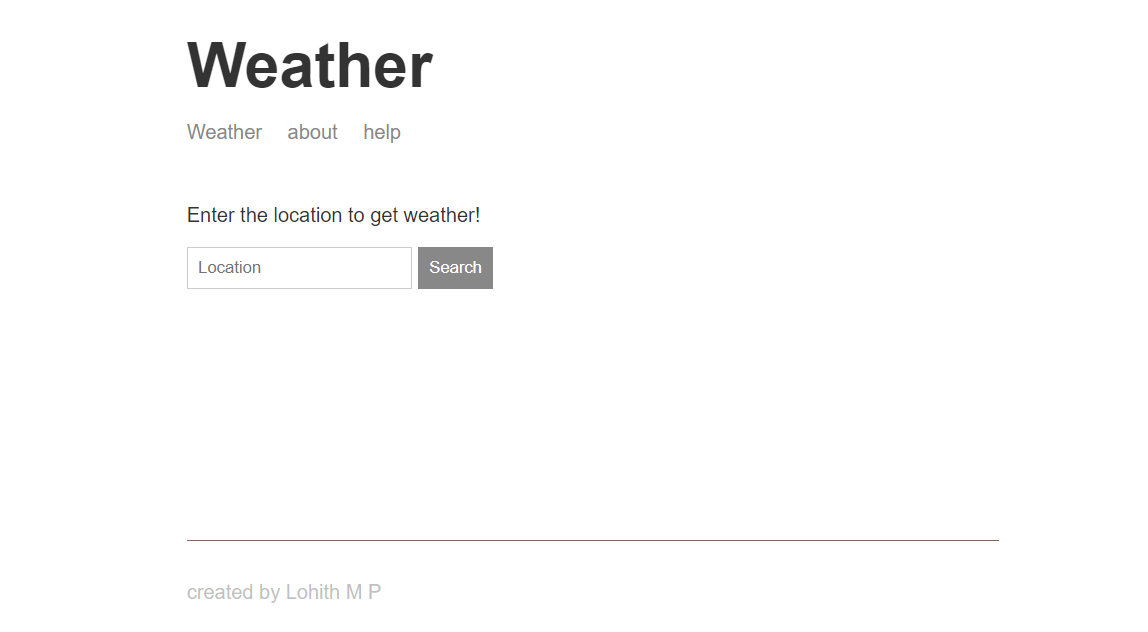 Weather
Weather about help
Enter the location to get weather!
Location Search
created by Lohith M P